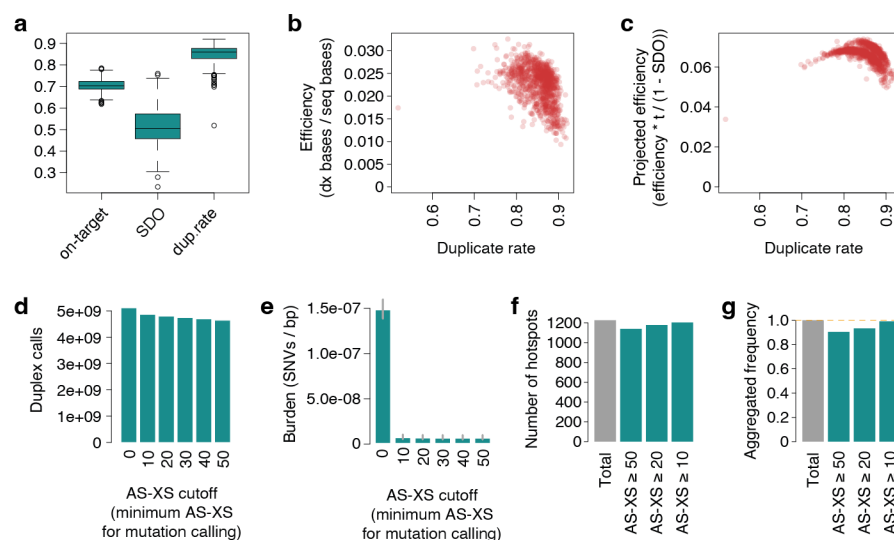 a
0.9
0.8
0.7
0.6
0.5
0.4
0.3
on-target
SDO
dup.rate
b
Efficiency
(dx bases / seq bases)
0.030
0.025
0.020
0.015
0.010
0.005
0
0.6
0.7
0.8
0.9
Duplicate rate
c
Projected efficiency
(efficiency * t / (1 - SDO))
0.06
0.04
0.02
0
0.6
0.7
0.8
0.9
Duplicate rate
d
Duplex calls
5e+09
4e+09
3e+09
2e+09
1e+09
0
0
10
20
30
40
50
AS-XS cutoff
(minimum AS-XS
for mutation calling)
e
Burden (SNVs / bp)
1.5e-07
1.0e-07
5.0e-08
0
0
10
20
30
40
50
AS-XS cutoff
(minimum AS-XS
for mutation calling)
f
Number of hotspots
1200
1000
800
600
400
200
0
Total
AS-XS ≥ 50
AS-XS ≥ 20
AS-XS ≥ 10
g
Aggregated frequency
1.0
0.8
0.6
0.4
0.2
0
Total
AS-XS ≥ 50
AS-XS ≥ 20
AS-XS ≥ 10